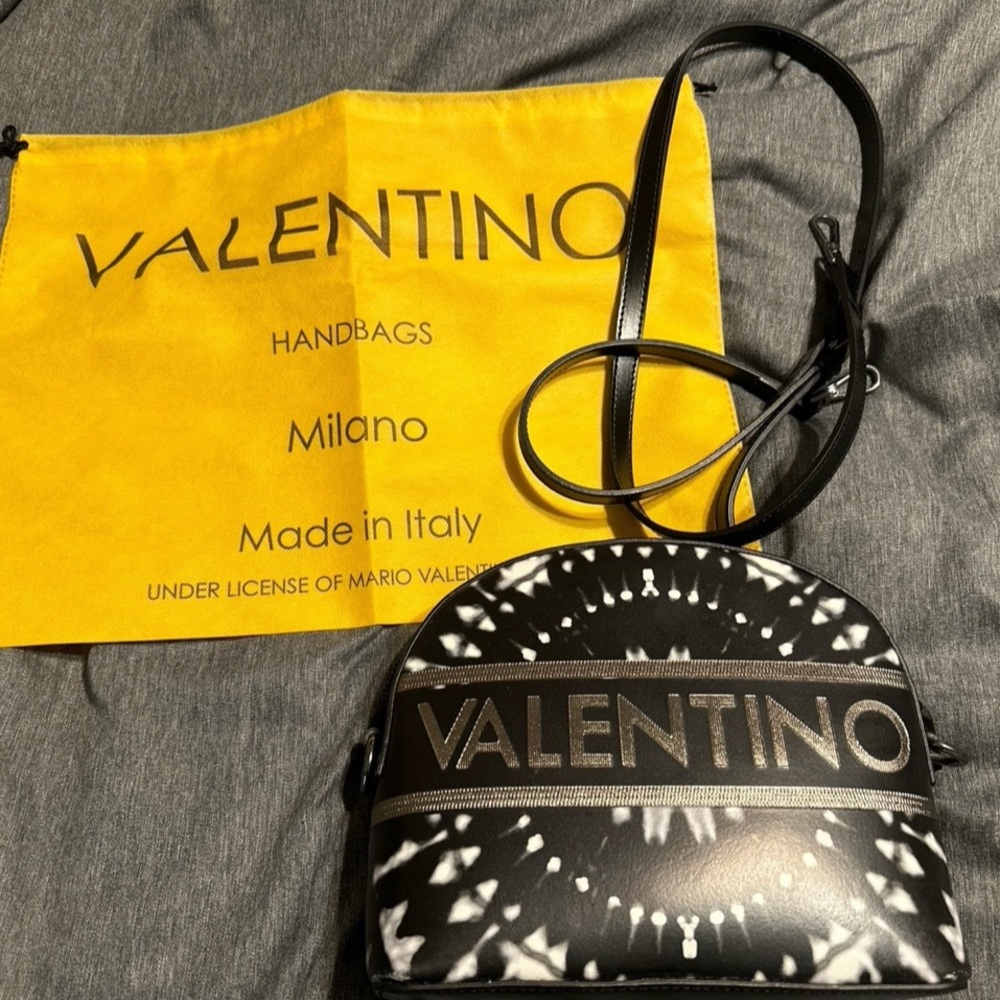 VALENTINO
HANDBAGS
Milano
Made in Italy
UNDER LICENSE OF MARIO
VALENTINO